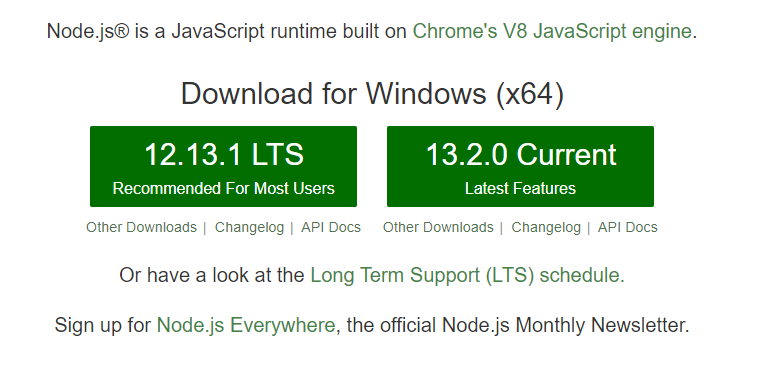 Node.js® is a JavaScript runtime built on Chrome's V8 JavaScript engine.
Download for Windows (x64)
12.13.1 LTS
Recommended For Most Users
13.2.0 Current
Latest Features
Other Downloads | Changelog | API Docs
Other Downloads | Changelog | API Docs
Or have a look at the Long Term Support (LTS) schedule.
Sign up for Node.js Everywhere, the official Node.js Monthly Newsletter.